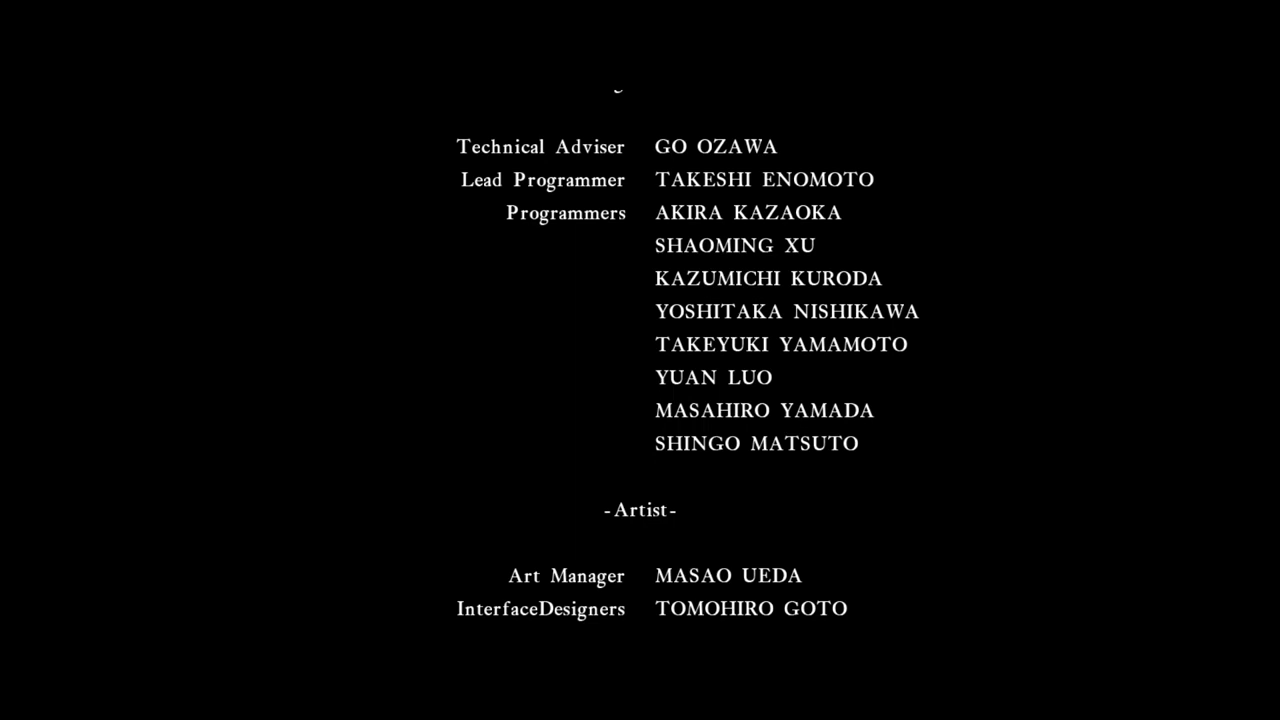 Technical Adviser GO OZAWA
Lead Programmer TAKESHI ENOMOTO
Programmers AKIRA KAZAOKA
SHAOMING XU
KAZUMICHI KURODA
YOSHITAKA NISHIKAWA
TAKEYUKI YAMAMOTO
YUAN LUO
MASAHIRO YAMADA
SHINGO MATSUTO
-Artist-
Art Manager MASAO UEDA
InterfaceDesigners TOMOHIRO GOTO